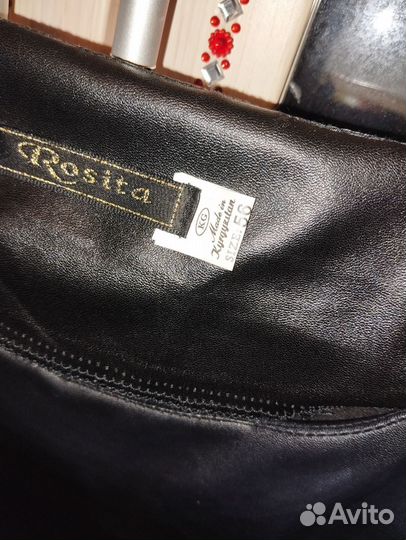 Rosita
KG
Made in
Kyrgyzstan
SIZE: 56
Avito